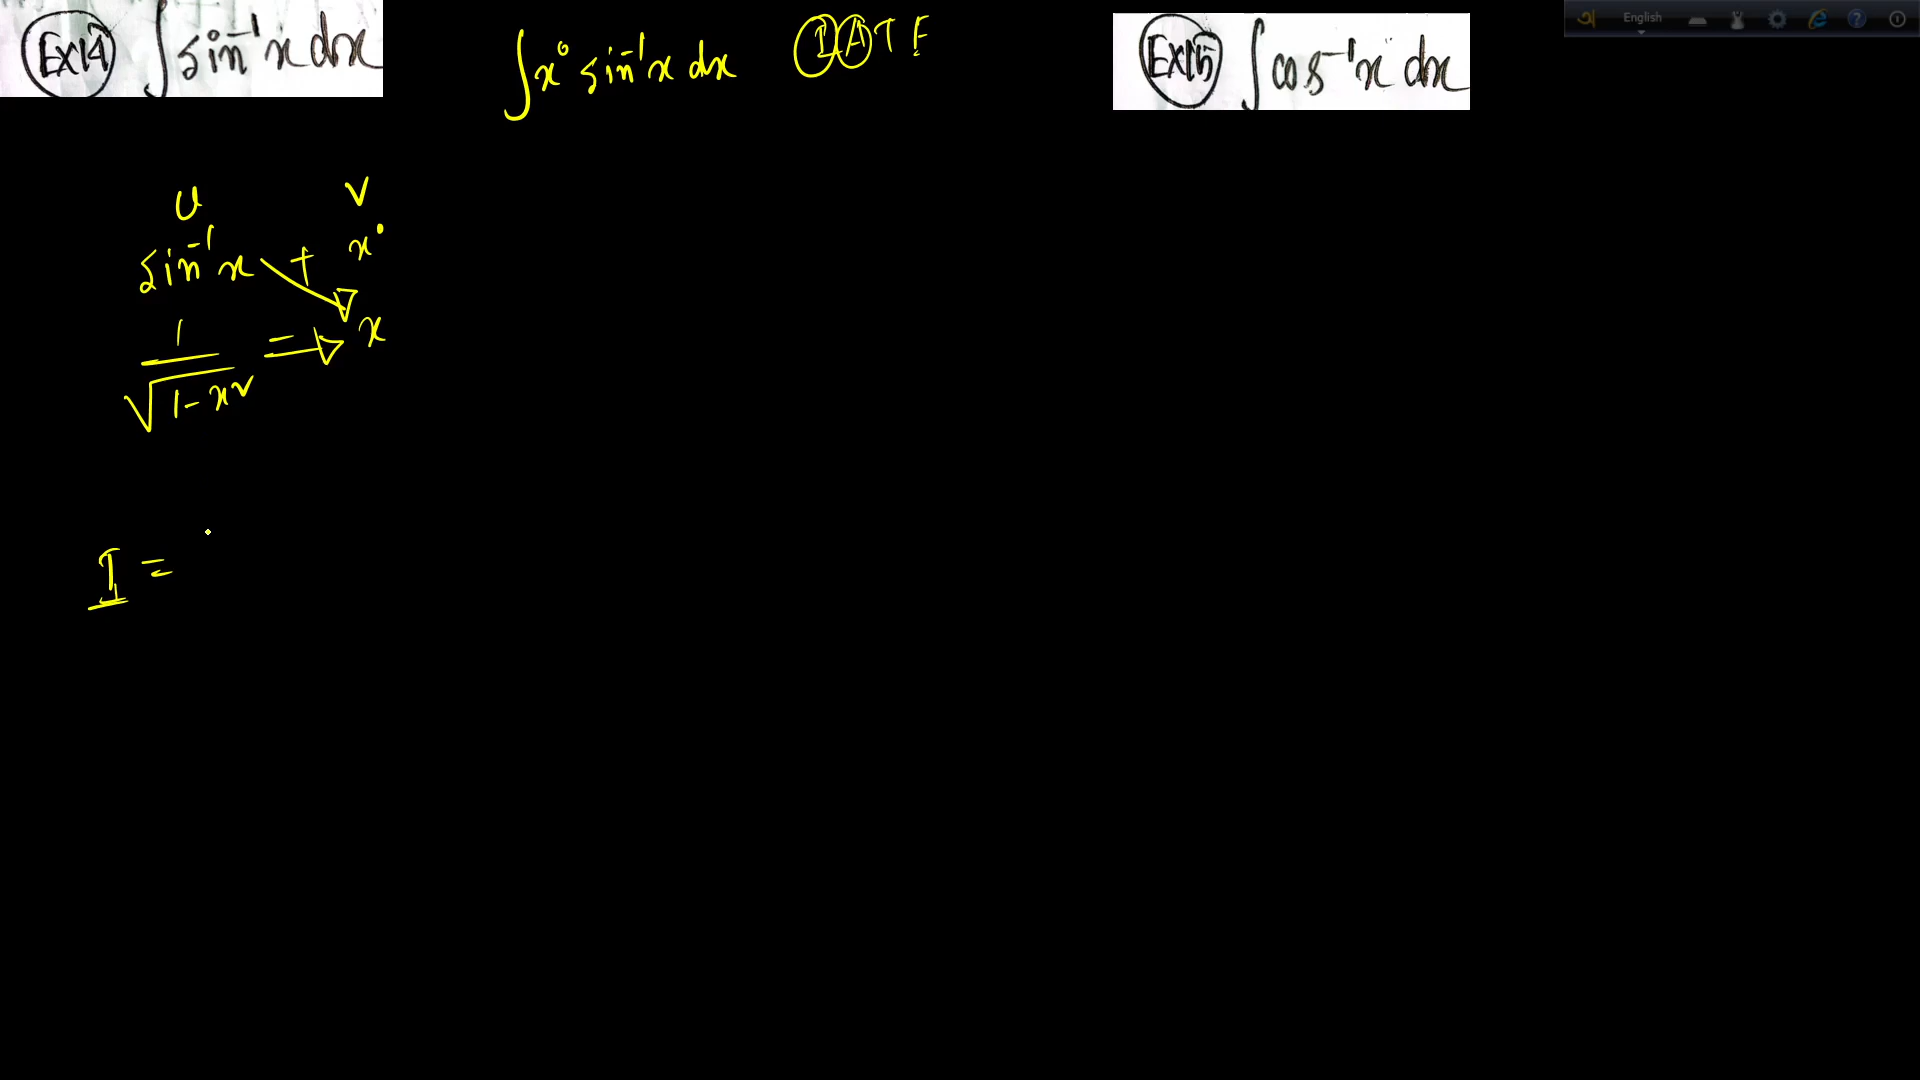 Ex14 ∫ sin⁻¹x dx
∫ x⁰ sin⁻¹x dx IATE
Ex15 ∫ cos⁻¹x dx
English
u v
sin⁻¹x + x⁰
1/√(1-x²) - x
I =